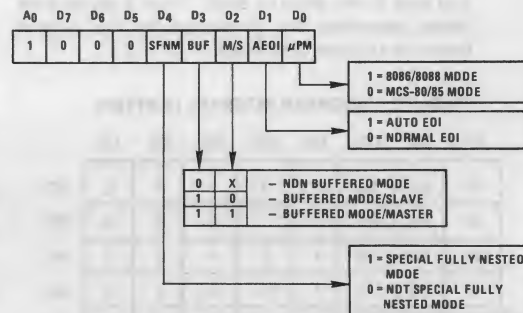 A0 D7 D6 D5 D4 D3 D2 D1 D0
1 0 0 0 SFNM BUF M/S AEOI μPM
1 = 8086/8088 MODE
0 = MCS-80/85 MODE
1 = AUTO EOI
0 = NORMAL EOI
0 X – NON BUFFERED MODE
1 0 – BUFFERED MODE/SLAVE
1 1 – BUFFERED MODE/MASTER
1 = SPECIAL FULLY NESTED
MODE
0 = NOT SPECIAL FULLY
NESTED MODE